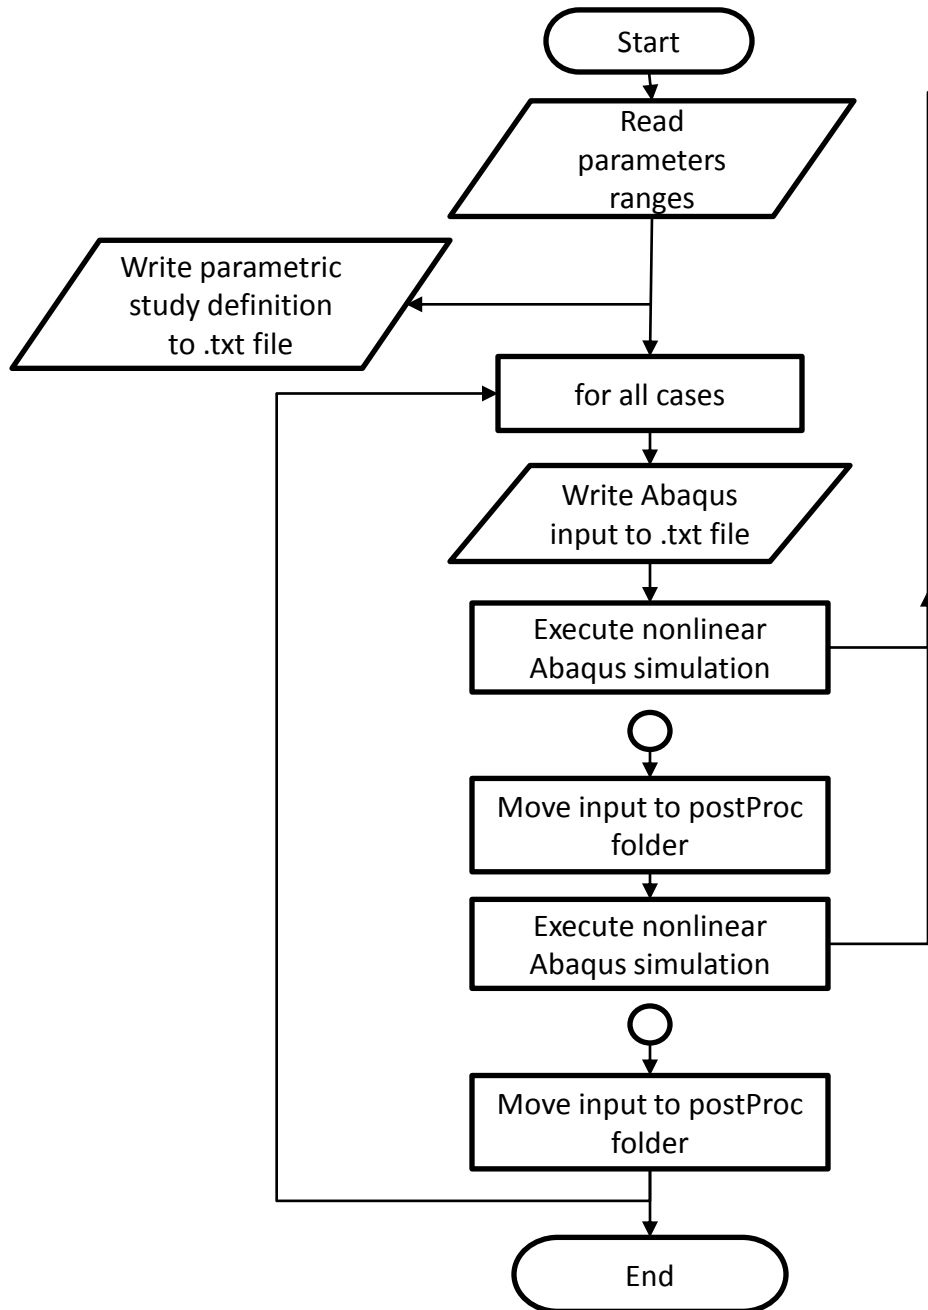 Start
Read
parameters
ranges
Write parametric
study definition
to .txt file
for all cases
Write Abaqus
input to .txt file
Execute nonlinear
Abaqus simulation
Move input to postProc
folder
Execute nonlinear
Abaqus simulation
Move input to postProc
folder
End